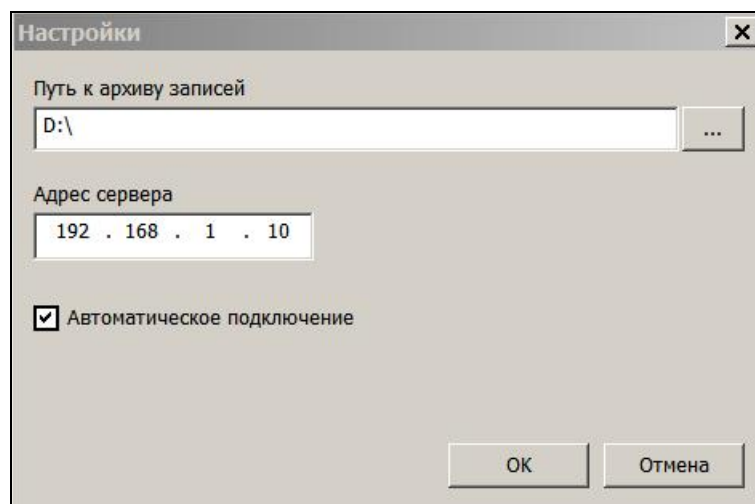 Настройки
Путь к архиву записей
D:\
...
Адрес сервера
192 . 168 . 1 . 10
Автоматическое подключение
OK
Отмена